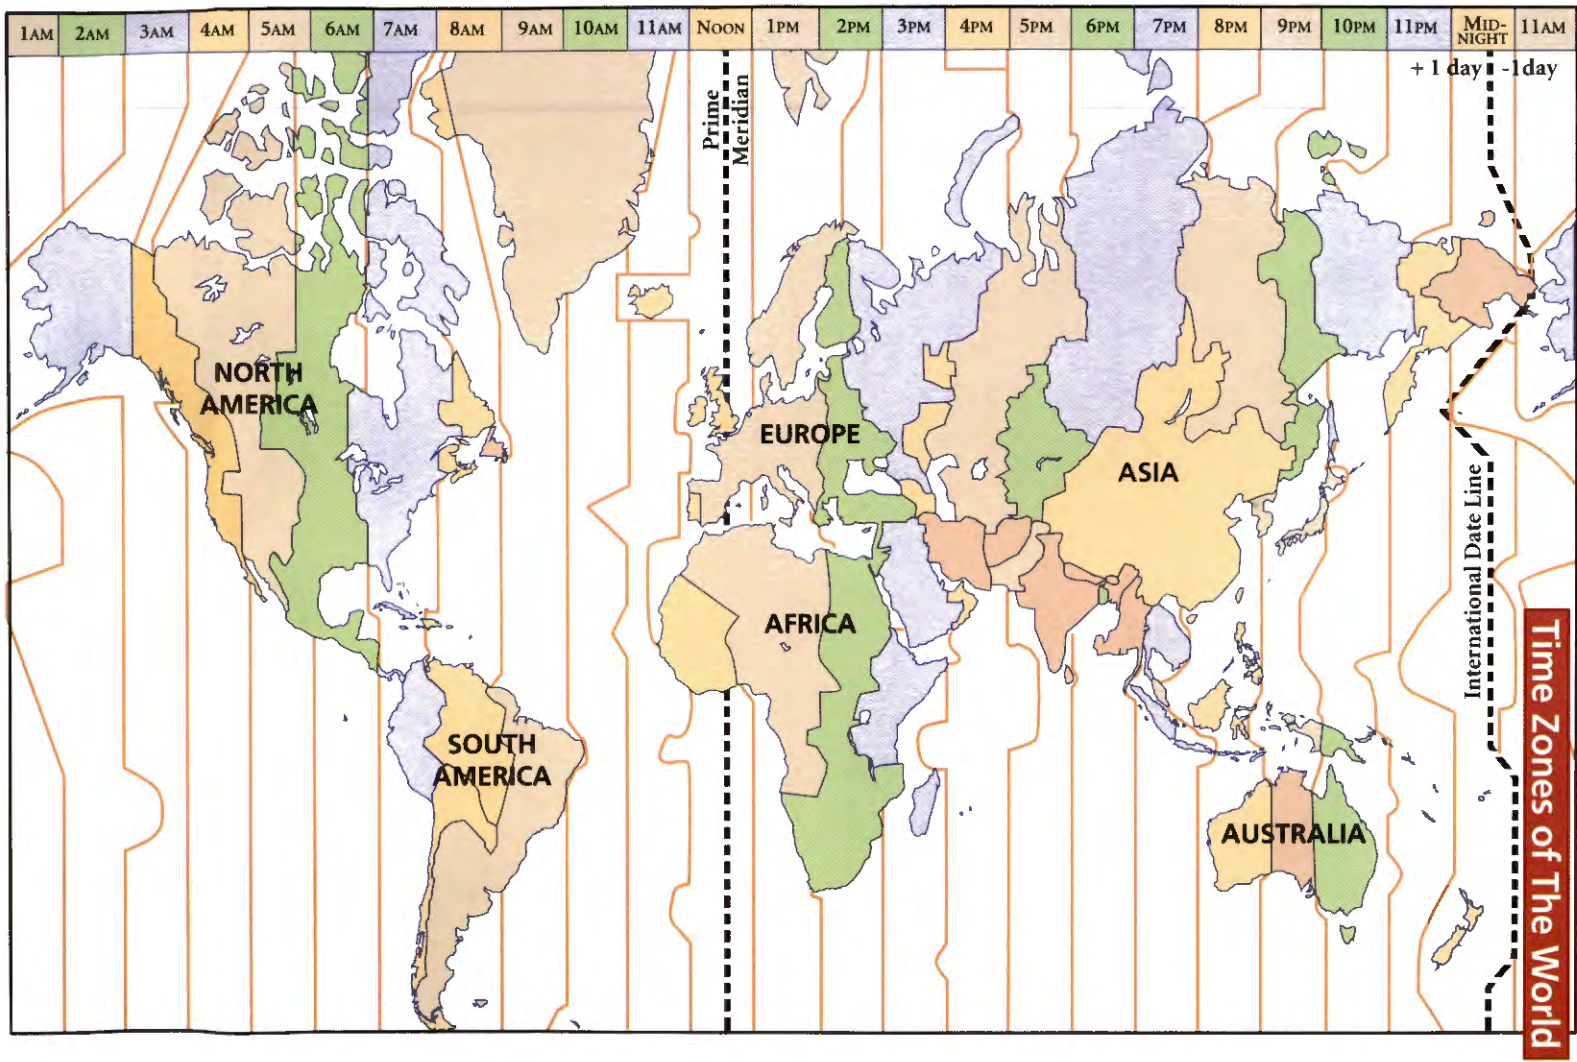 1AM 2AM 3AM 4AM 5AM 6AM 7AM 8AM 9AM 10AM 11AM NOON 1PM 2PM 3PM 4PM 5PM 6PM 7PM 8PM 9PM 10PM 11PM MID-NIGHT 11AM
+ 1 day -1day
Prime
Meridian
NORTH
AMERICA
EUROPE
ASIA
AFRICA
SOUTH
AMERICA
AUSTRALIA
International Date Line
Time Zones of The World